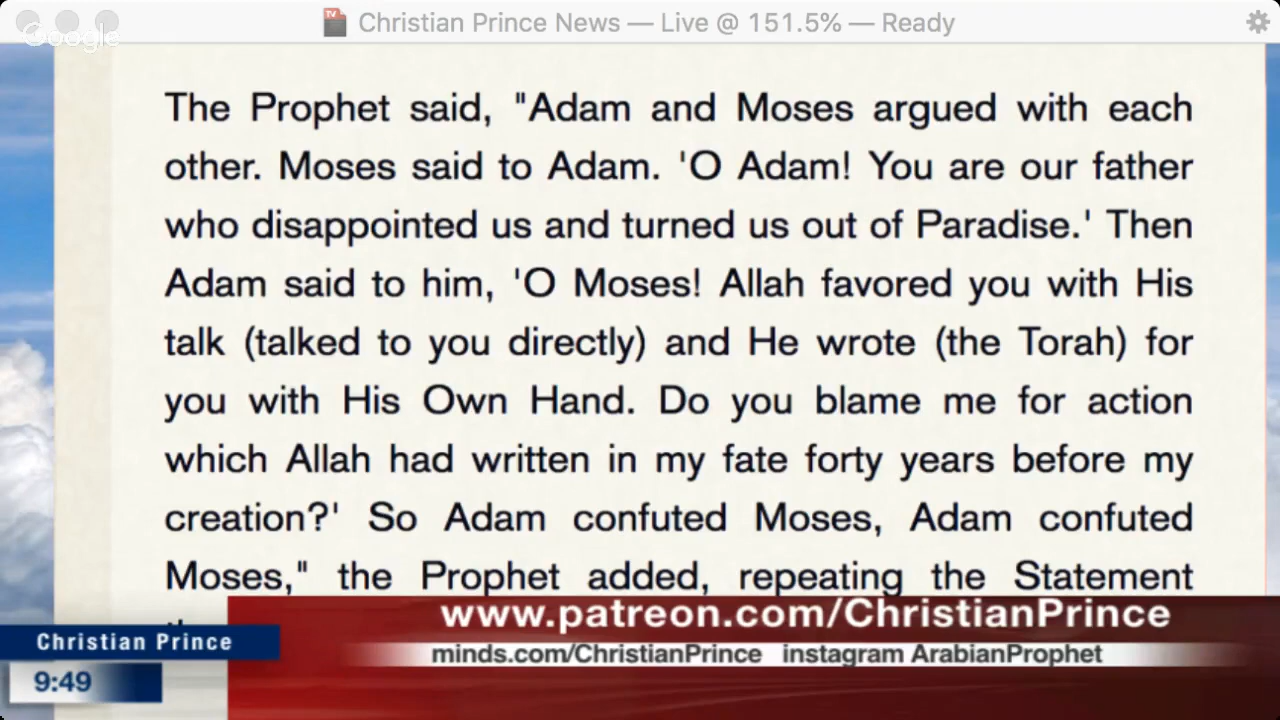 Christian Prince News — Live @ 151.5% — Ready
Google
The Prophet said, "Adam and Moses argued with each
other. Moses said to Adam. 'O Adam! You are our father
who disappointed us and turned us out of Paradise.' Then
Adam said to him, 'O Moses! Allah favored you with His
talk (talked to you directly) and He wrote (the Torah) for
you with His Own Hand. Do you blame me for action
which Allah had written in my fate forty years before my
creation?' So Adam confuted Moses, Adam confuted
Moses," the Prophet added, repeating the Statement
www.patreon.com/ChristianPrince
Christian Prince
minds.com/ChristianPrince instagram ArabianProphet
9:49